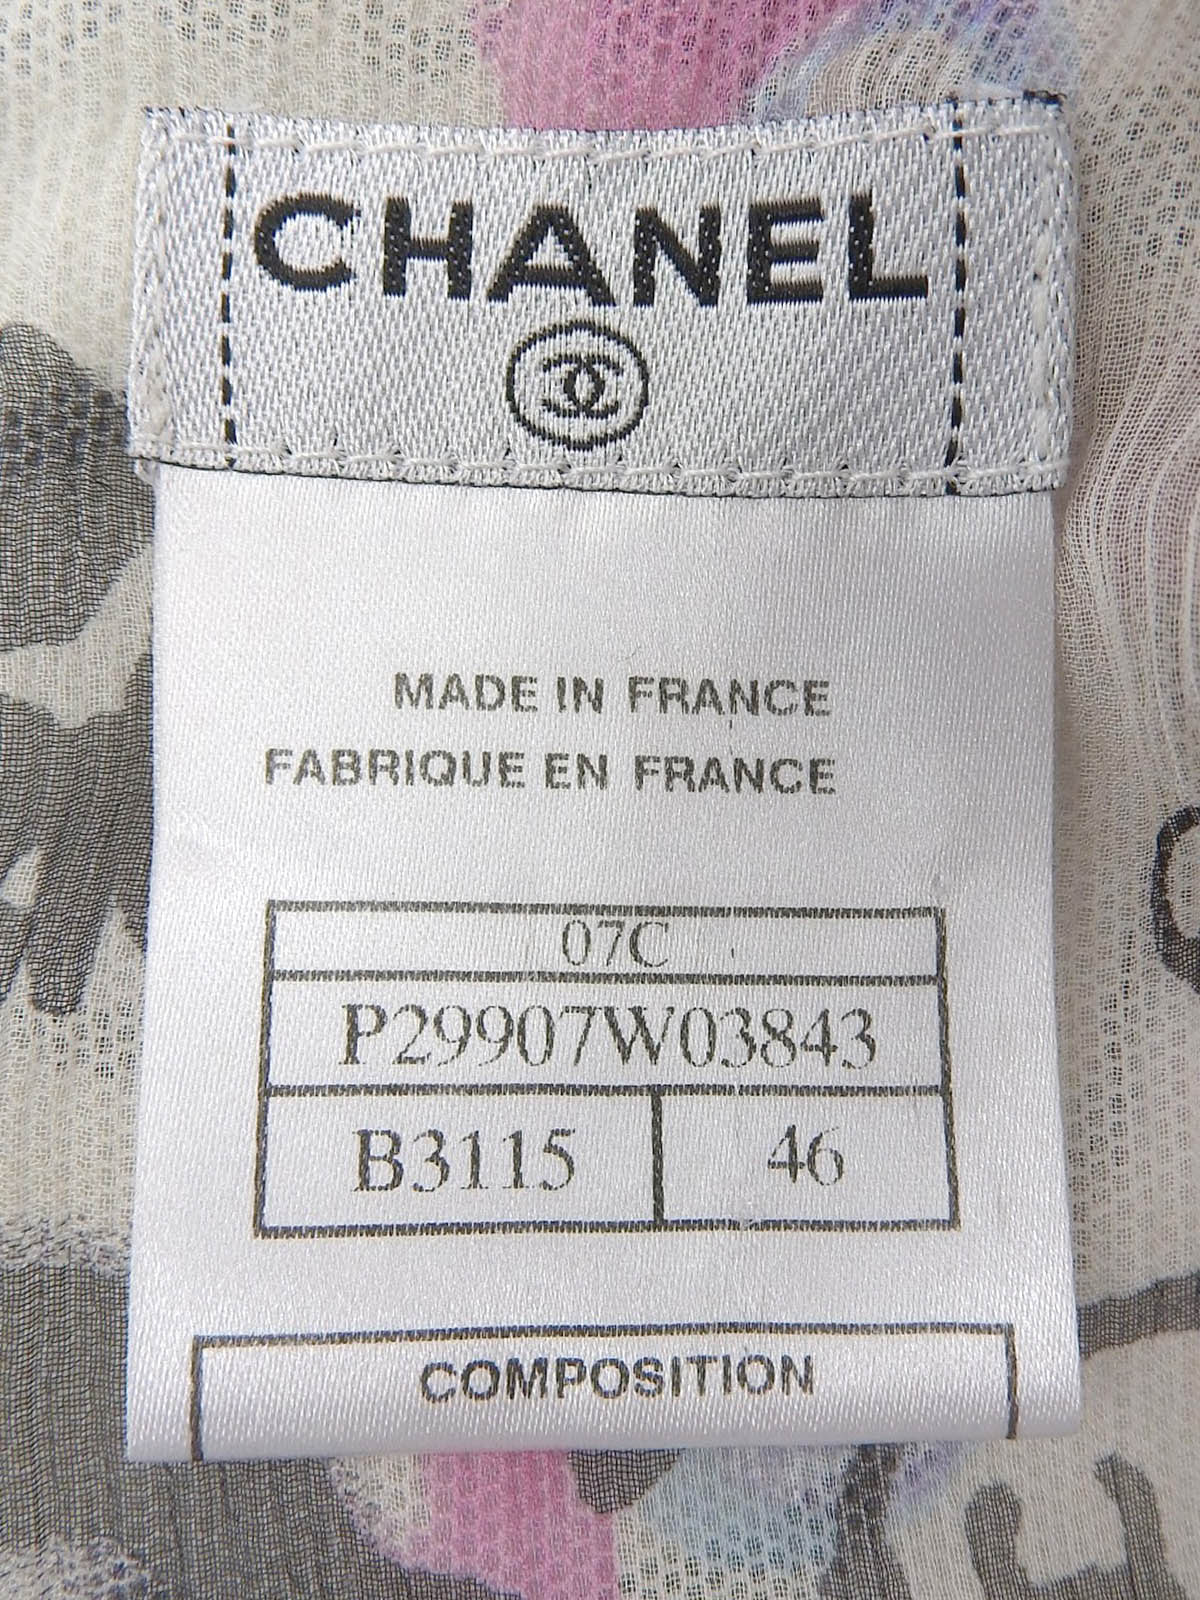 CHANEL
MADE IN FRANCE
FABRIQUE EN FRANCE
07C
P29907W03843
B3115 46
COMPOSITION